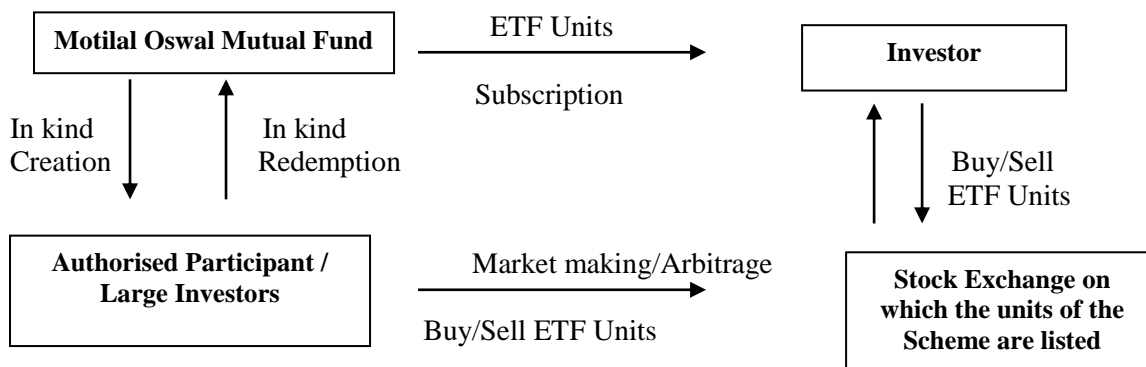 Motilal Oswal Mutual Fund
ETF Units
Subscription
Investor
In kind
Creation
In kind
Redemption
Buy/Sell
ETF Units
Authorised Participant /
Large Investors
Market making/Arbitrage
Buy/Sell ETF Units
Stock Exchange on
which the units of the
Scheme are listed